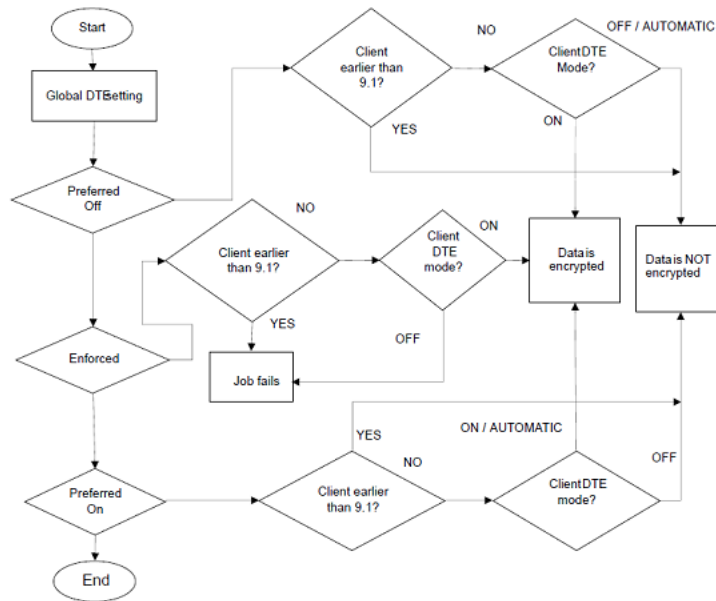 Start
Global DTEsetting
Client
earlier than
9.1?
NO
Client DTE
Mode?
OFF / AUTOMATIC
YES
ON
Preferred
Off
Client earlier
than 9.1?
NO
Client
DTE
mode?
ON
Data is
encrypted
Data is NOT
encrypted
YES
OFF
Enforced
Job fails
YES
ON / AUTOMATIC
OFF
NO
Preferred
On
Client earlier
than 9.1?
Client DTE
mode?
End